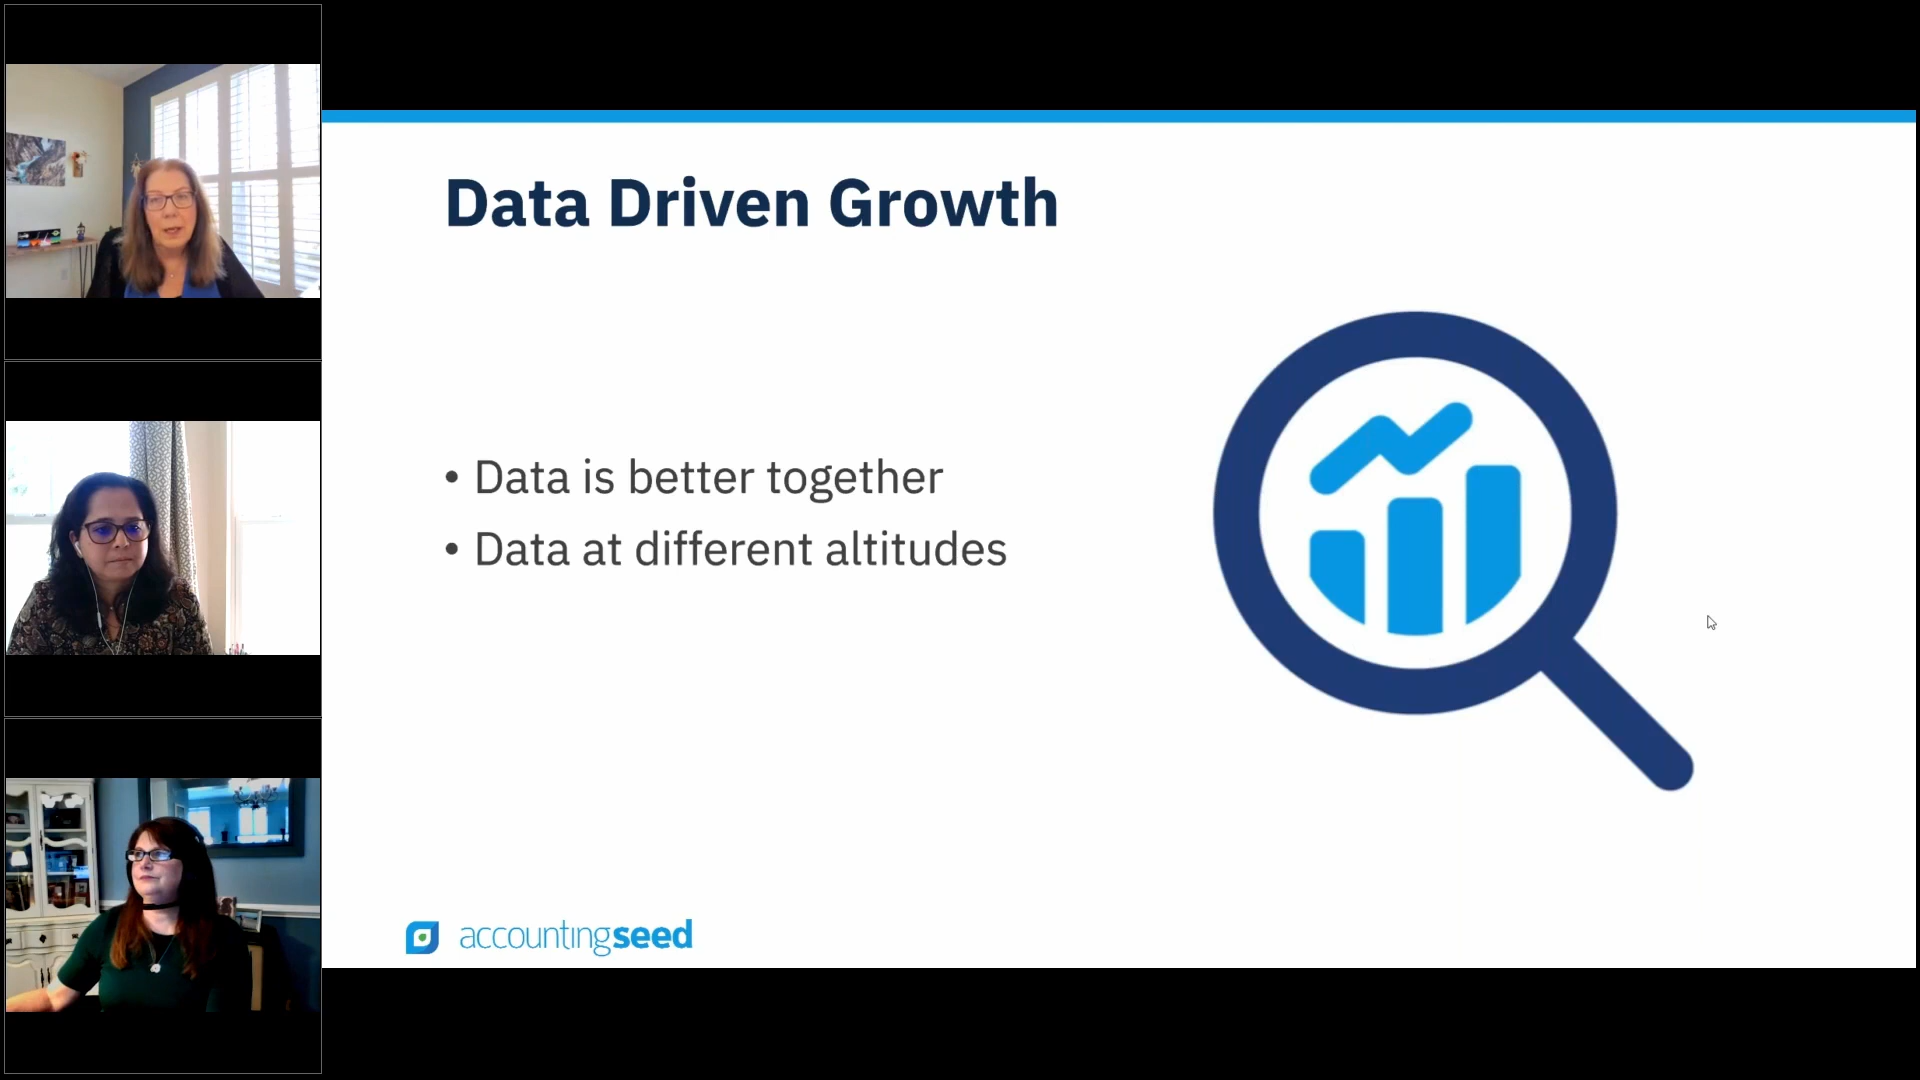 Data Driven Growth
• Data is better together
• Data at different altitudes
accountingseed